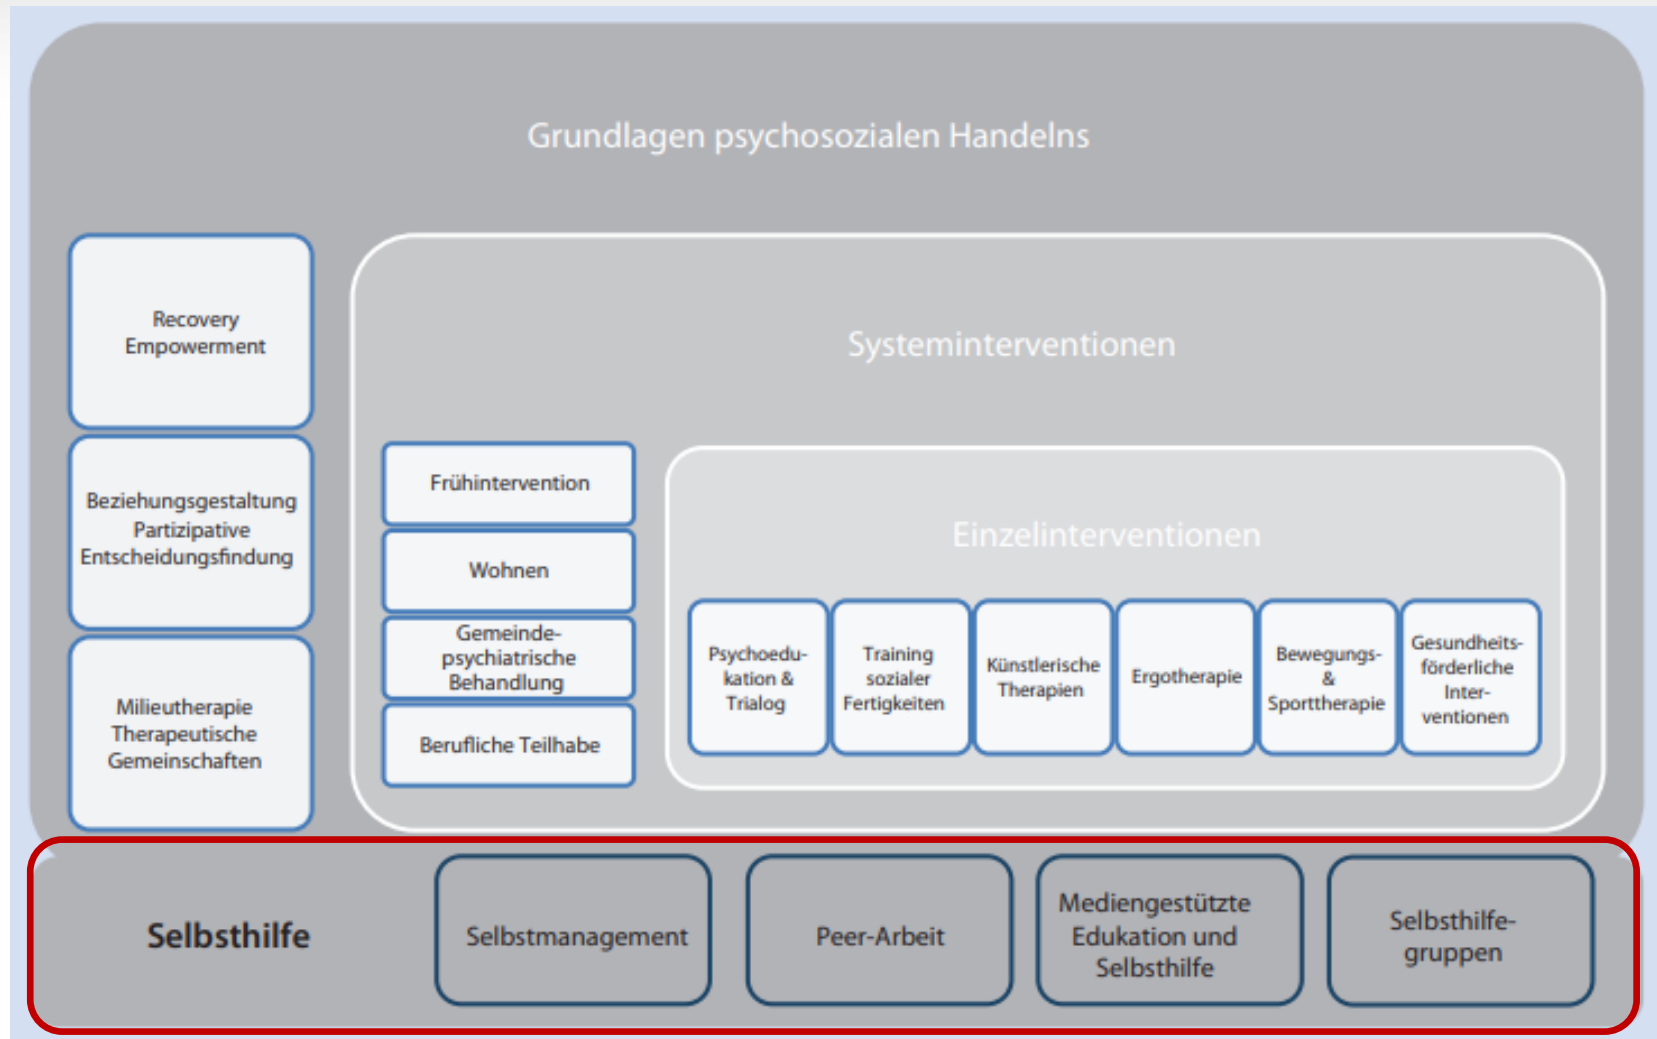 Grundlagen psychosozialen Handelns
Recovery
Empowerment
Beziehungsgestaltung
Partizipative
Entscheidungsfindung
Milieutherapie
Therapeutische
Gemeinschaften
Systeminterventionen
Frühintervention
Wohnen
Gemeinde-
psychiatrische
Behandlung
Berufliche Teilhabe
Einzelinterventionen
Psychoedu-
kation &
Trialog
Training
sozialer
Fertigkeiten
Künstlerische
Therapien
Ergotherapie
Bewegungs-
&
Sporttherapie
Gesundheits-
förderliche
Inter-
ventionen
Selbsthilfe
Selbstmanagement
Peer-Arbeit
Mediengestützte
Edukation und
Selbsthilfe
Selbsthilfe-
gruppen